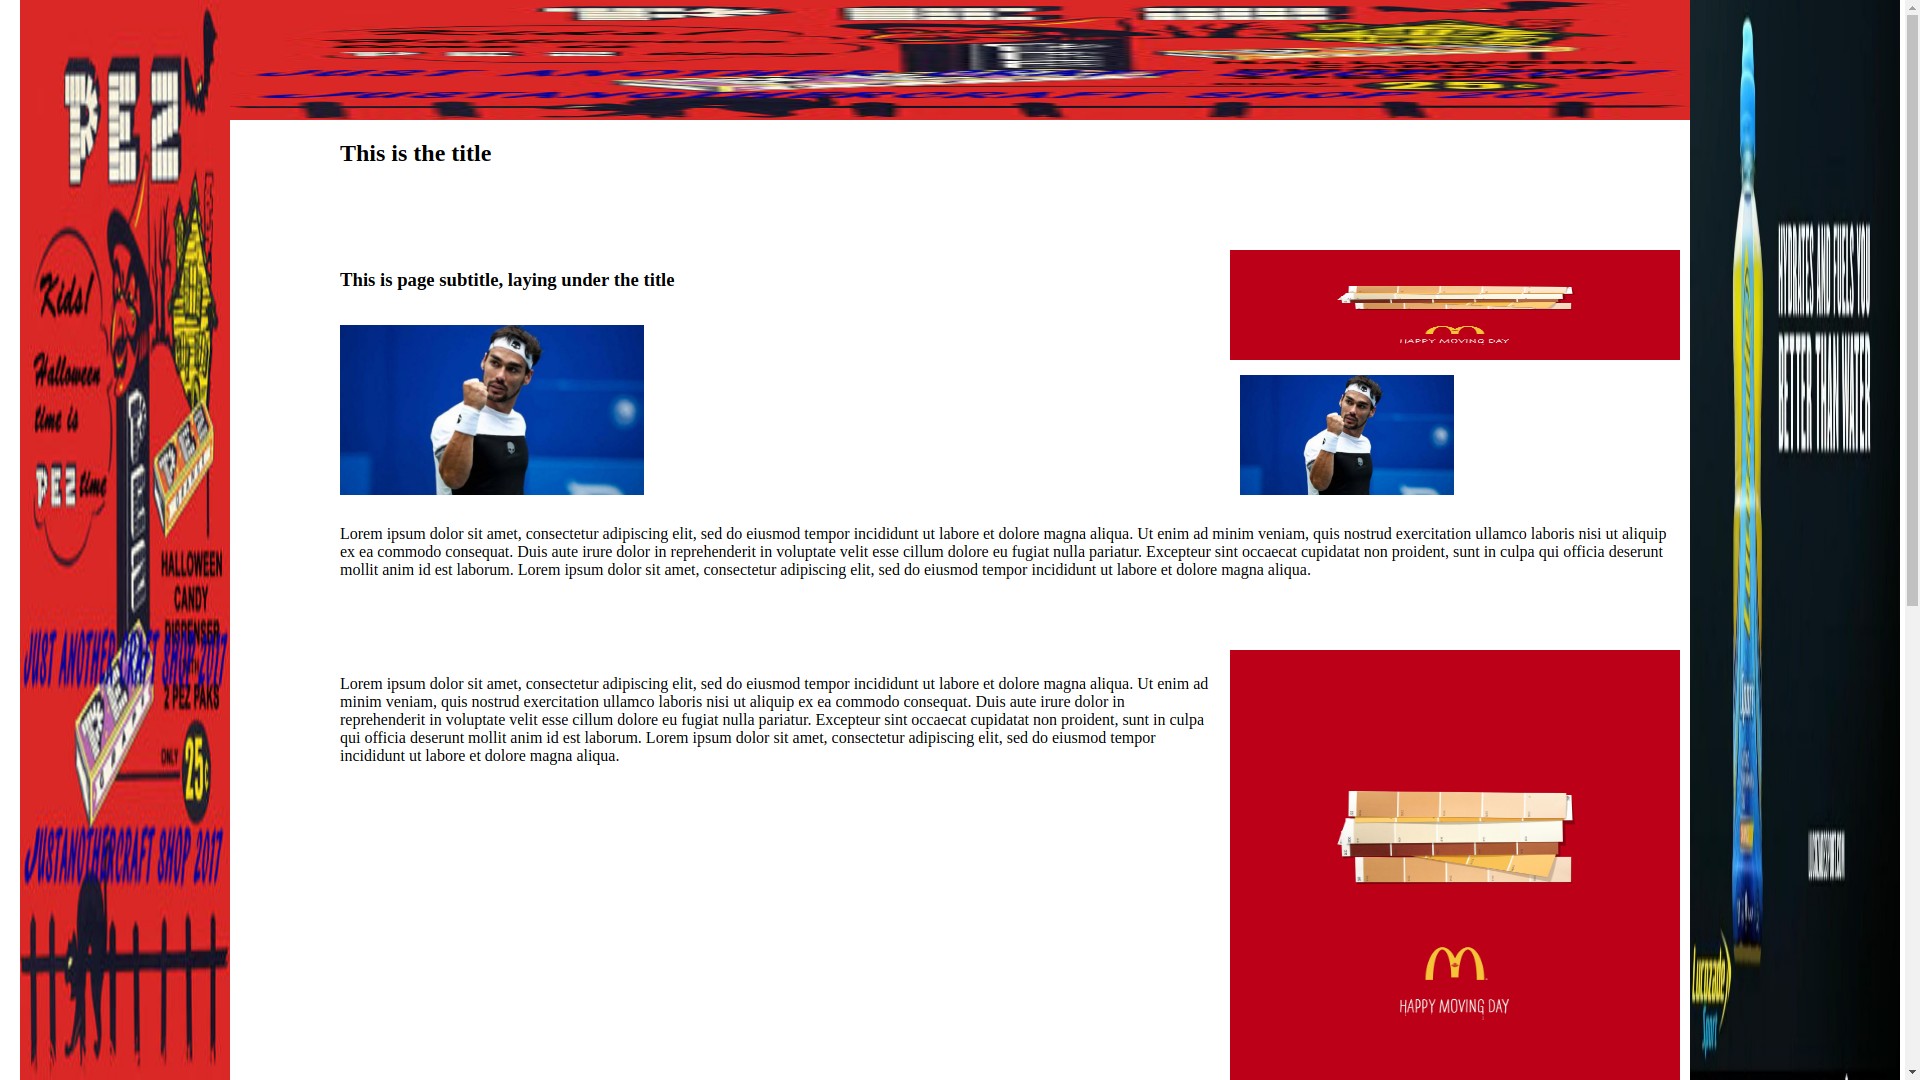 PEZ
Kids!
Halloween
time is
PEZ time
HALLOWEEN
CANDY
DISPENSER
2 PEZ PAKS
ONLY
25¢
JUST ANOTHER CRAFT SHOP 2017
JUSTANOTHERCRAFT SHOP 2017
This is the title
This is page subtitle, laying under the title
HAPPY MOVING DAY
Lorem ipsum dolor sit amet, consectetur adipiscing elit, sed do eiusmod tempor incididunt ut labore et dolore magna aliqua. Ut enim ad minim veniam, quis nostrud exercitation ullamco laboris nisi ut aliquip
ex ea commodo consequat. Duis aute irure dolor in reprehenderit in voluptate velit esse cillum dolore eu fugiat nulla pariatur. Excepteur sint occaecat cupidatat non proident, sunt in culpa qui officia deserunt
mollit anim id est laborum. Lorem ipsum dolor sit amet, consectetur adipiscing elit, sed do eiusmod tempor incididunt ut labore et dolore magna aliqua.
Lorem ipsum dolor sit amet, consectetur adipiscing elit, sed do eiusmod tempor incididunt ut labore et dolore magna aliqua. Ut enim ad
minim veniam, quis nostrud exercitation ullamco laboris nisi ut aliquip ex ea commodo consequat. Duis aute irure dolor in
reprehenderit in voluptate velit esse cillum dolore eu fugiat nulla pariatur. Excepteur sint occaecat cupidatat non proident, sunt in culpa
qui officia deserunt mollit anim id est laborum. Lorem ipsum dolor sit amet, consectetur adipiscing elit, sed do eiusmod tempor
incididunt ut labore et dolore magna aliqua.
HAPPY MOVING DAY
HYDRATES AND FUELS YOU
BETTER THAN WATER
Lucozade
Sport